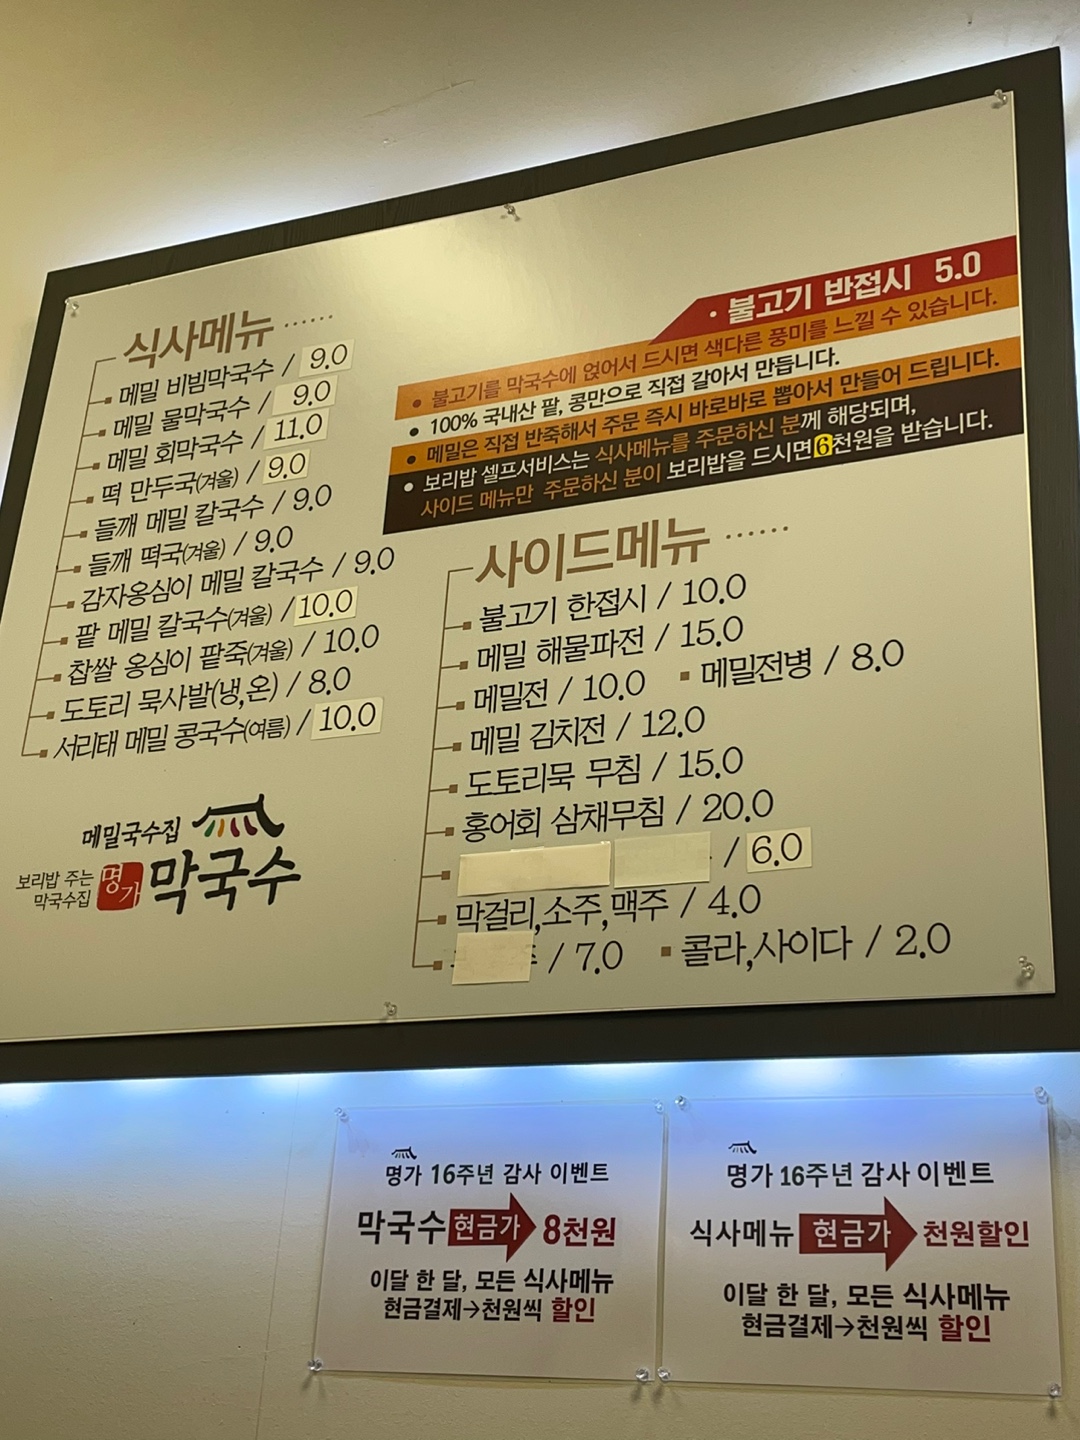 식사메뉴 ······
메밀 비빔막국수 / 9.0
메밀 물막국수 / 9.0
메밀 회막국수 / 11.0
떡 만두국(겨울) / 9.0
들깨 메밀 칼국수 / 9.0
들깨 떡국(겨울) / 9.0
감자옹심이 메밀 칼국수 / 9.0
팥 메밀 칼국수(겨울) / 10.0
찹쌀 옹심이 팥죽(겨울) / 10.0
도토리 묵사발(냉,온) / 8.0
서리태 메밀 콩국수(여름) / 10.0
메밀국수집
보리밥 주는
막국수집
명가
막국수
· 불고기 반접시 5.0
• 불고기를 막국수에 얹어서 드시면 색다른 풍미를 느낄 수 있습니다.
• 100% 국내산 팥, 콩만으로 직접 갈아서 만듭니다.
• 메밀은 직접 반죽해서 주문 즉시 바로바로 뽑아서 만들어 드립니다.
• 보리밥 셀프서비스는 식사메뉴를 주문하신 분께 해당되며,
사이드 메뉴만 주문하신 분이 보리밥을 드시면6천원을 받습니다.
사이드메뉴 ······
불고기 한접시 / 10.0
메밀 해물파전 / 15.0
메밀전 / 10.0 ▪ 메밀전병 / 8.0
메밀 김치전 / 12.0
도토리묵 무침 / 15.0
홍어회 삼채무침 / 20.0
/ 6.0
막걸리,소주,맥주 / 4.0
/ 7.0 ▪ 콜라,사이다 / 2.0
명가 16주년 감사 이벤트
막국수 현금가 8천원
이달 한 달, 모든 식사메뉴
현금결제→천원씩 할인
명가 16주년 감사 이벤트
식사메뉴 현금가 천원할인
이달 한 달, 모든 식사메뉴
현금결제→천원씩 할인